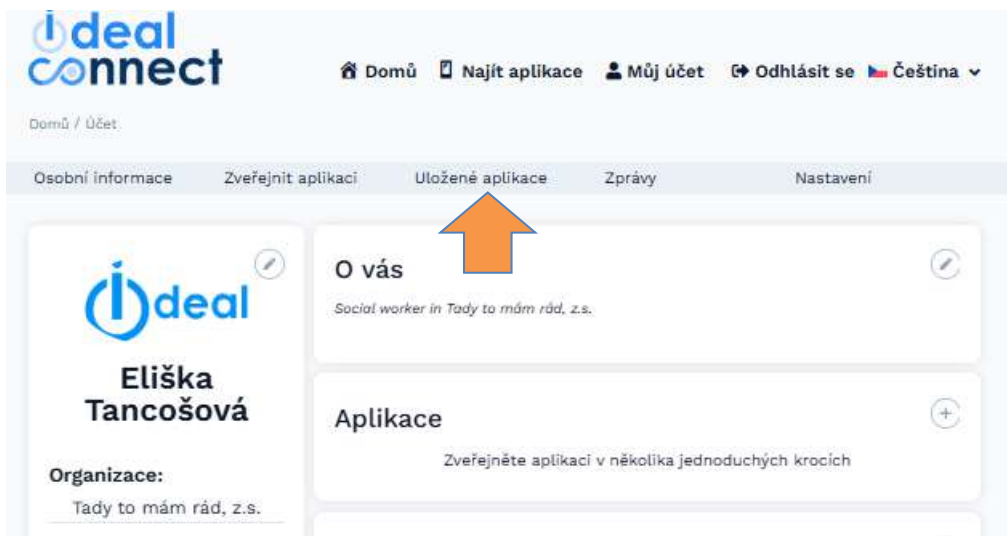 ideal
connect
Domů Najít aplikace Můj účet Odhlásit se Čeština
Domů / Účet
Osobní informace Zveřejnit aplikaci Uložené aplikace Zprávy Nastavení
ideal
Eliška
Tancošová
Organizace:
Tady to mám rád, z.s.
O vás
Social worker in Tady to mám rád, z.s.
Aplikace
Zveřejněte aplikaci v několika jednoduchých krocích